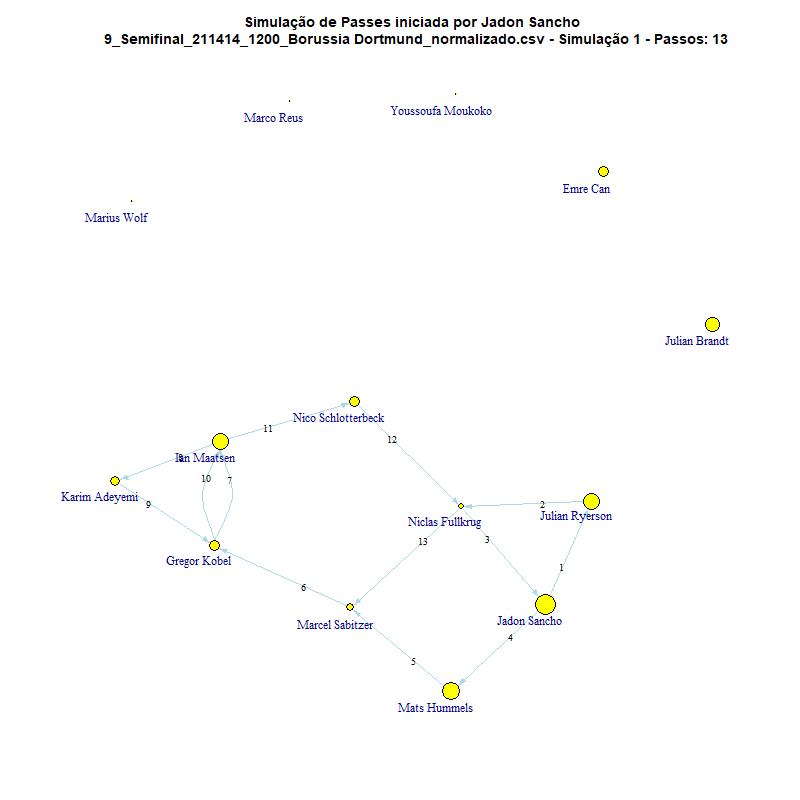 Simulação de Passes iniciada por Jadon Sancho
9_Semifinal_211414_1200_Borussia Dortmund_normalizado.csv - Simulação 1 - Passos: 13
Marco Reus
Youssoufa Moukoko
Emre Can
Marius Wolf
Julian Brandt
Nico Schlotterbeck
11
12
Ian Maatsen
8
10
7
Karim Adeyemi
9
2
Julian Ryerson
Niclas Fullkrug
3
13
Gregor Kobel
1
6
Marcel Sabitzer
Jadon Sancho
4
5
Mats Hummels